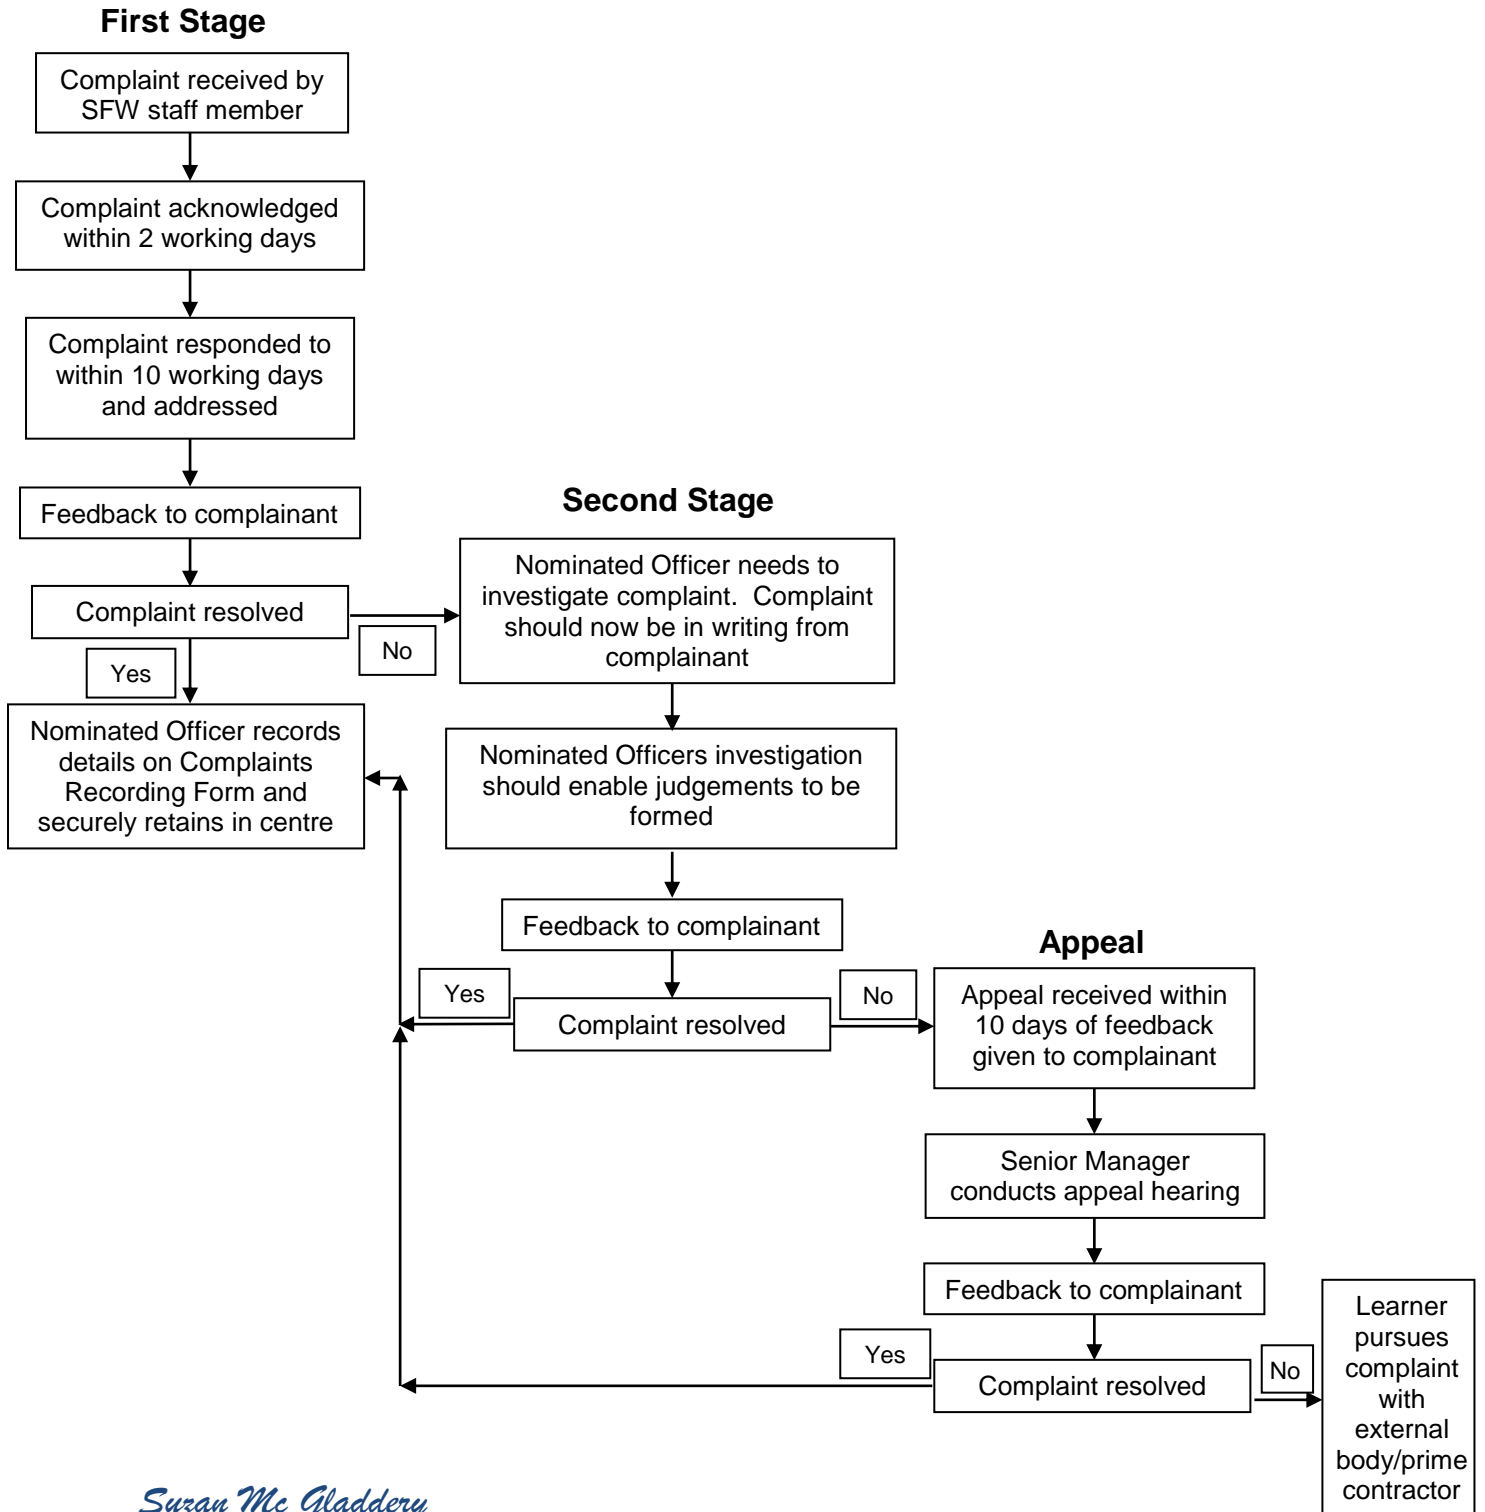 First Stage
Complaint received by
SFW staff member
Complaint acknowledged
within 2 working days
Complaint responded to
within 10 working days
and addressed
Feedback to complainant
Complaint resolved
Yes
No
Nominated Officer records
details on Complaints
Recording Form and
securely retains in centre
Second Stage
Nominated Officer needs to
investigate complaint.  Complaint
should now be in writing from
complainant
Nominated Officers investigation
should enable judgements to be
formed
Feedback to complainant
Complaint resolved
Yes
No
Appeal
Appeal received within
10 days of feedback
given to complainant
Senior Manager
conducts appeal hearing
Feedback to complainant
Complaint resolved
Yes
No
Learner
pursues
complaint
with
external
body/prime
contractor
Suzan Mc Gladdery